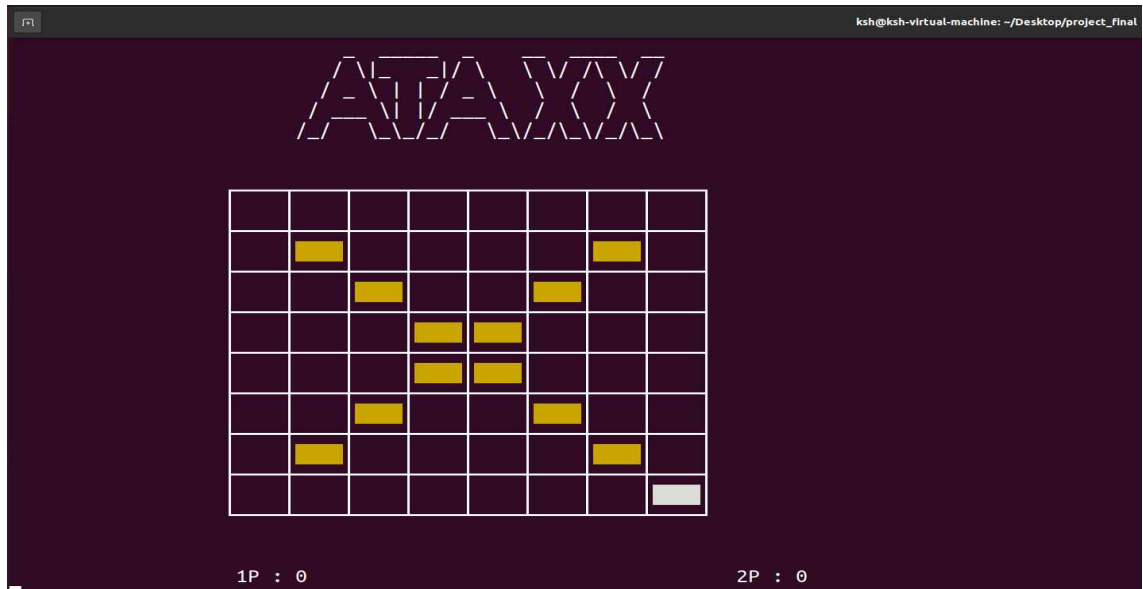 ksh@ksh-virtual-machine: ~/Desktop/project_final
ATAXX
1P : 0
2P : 0